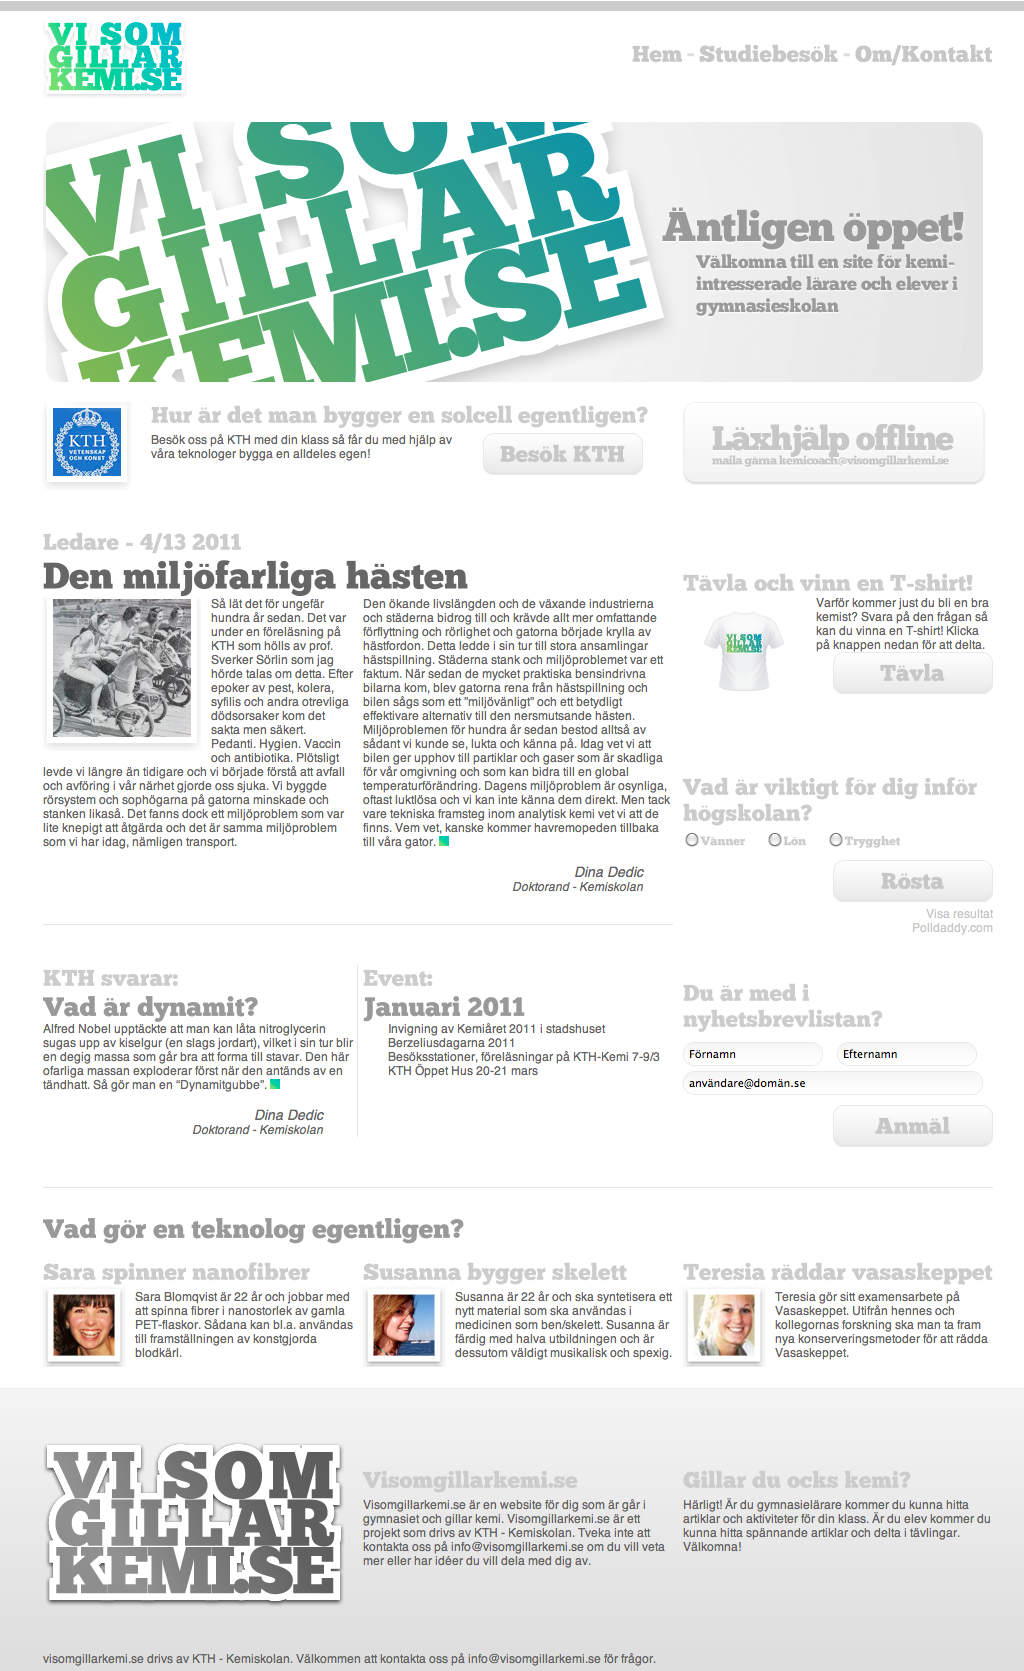 VI SOM
GILLAR
KEMI.SE
Hem - Studiebesök - Om/Kontakt
VI SOM
GILLAR
KEMI.SE
Äntligen öppet!
Välkomna till en site för kemi-
intresserade lärare och elever i
gymnasieskolan
KTH
VETENSKAP
OCH KONST
Hur är det man bygger en solcell egentligen?
Besök oss på KTH med din klass så får du med hjälp av
våra teknologer bygga en alldeles egen!
Besök KTH
Läxhjälp offline
maila gärna kemicoach@visomgillarkemi.se
Ledare - 4/13 2011
Den miljöfarliga hästen
Så lät det för ungefär
hundra år sedan. Det var
under en föreläsning på
KTH som hölls av prof.
Sverker Sörlin som jag
hörde talas om detta. Efter
epoker av pest, kolera,
syfilis och andra otrevliga
dödsorsaker kom det
sakta men säkert.
Pedanti. Hygien. Vaccin
och antibiotika. Plötsligt
levde vi längre än tidigare och vi började förstå att avfall
och avföring i vår närhet gjorde oss sjuka. Vi byggde
rörsystem och sophögarna på gatorna minskade och
stanken likaså. Det fanns dock ett miljöproblem som var
lite knepigt att åtgärda och det är samma miljöproblem
som vi har idag, nämligen transport.
Den ökande livslängden och de växande industrierna
och städerna bidrog till och krävde allt mer omfattande
förflyttning och rörlighet och gatorna började krylla av
hästfordon. Detta ledde i sin tur till stora ansamlingar
hästspillning. Städerna stank och miljöproblemet var ett
faktum. När sedan de mycket praktiska bensindrivna
bilarna kom, blev gatorna rena från hästspillning och
bilen sågs som ett ”miljövänligt” och ett betydligt
effektivare alternativ till den nersmutsande hästen.
Miljöproblemen för hundra år sedan bestod alltså av
sådant vi kunde se, lukta och känna på. Idag vet vi att
bilen ger upphov till partiklar och gaser som är skadliga
för vår omgivning och som kan bidra till en global
temperaturförändring. Dagens miljöproblem är osynliga,
oftast luktlösa och vi kan inte känna dem direkt. Men tack
vare tekniska framsteg inom analytisk kemi vet vi att de
finns. Vem vet, kanske kommer havremopeden tillbaka
till våra gator.
Dina Dedic
Doktorand - Kemiskolan
Tävla och vinn en T-shirt!
VI SOM
GILLAR
KEMI.SE
Varför kommer just du bli en bra
kemist? Svara på den frågan så
kan du vinna en T-shirt! Klicka
på knappen nedan för att delta.
Tävla
Vad är viktigt för dig inför
högskolan?
Vänner Lön Trygghet
Rösta
Visa resultat
Polldaddy.com
KTH svarar:
Vad är dynamit?
Alfred Nobel upptäckte att man kan låta nitroglycerin
sugas upp av kiselgur (en slags jordart), vilket i sin tur blir
en degig massa som går bra att forma till stavar. Den här
ofarliga massan exploderar först när den antänds av en
tändhatt. Så gör man en “Dynamitgubbe”.
Dina Dedic
Doktorand - Kemiskolan
Event:
Januari 2011
Invigning av Kemiåret 2011 i stadshuset
Berzeliusdagarna 2011
Besöksstationer, föreläsningar på KTH-Kemi 7-9/3
KTH Öppet Hus 20-21 mars
Du är med i
nyhetsbrevlistan?
Förnamn Efternamn
användare@domän.se
Anmäl
Vad gör en teknolog egentligen?
Sara spinner nanofibrer
Sara Blomqvist är 22 år och jobbar med
att spinna fibrer i nanostorlek av gamla
PET-flaskor. Sådana kan bl.a. användas
till framställningen av konstgjorda
blodkärl.
Susanna bygger skelett
Susanna är 22 år och ska syntetisera ett
nytt material som ska användas i
medicinen som ben/skelett. Susanna är
färdig med halva utbildningen och är
dessutom väldigt musikalisk och spexig.
Teresia räddar vasaskeppet
Teresia gör sitt examensarbete på
Vasaskeppet. Utifrån hennes och
kollegornas forskning ska man ta fram
nya konserveringsmetoder för att rädda
Vasaskeppet.
VI SOM
GILLAR
KEMI.SE
Visomgillarkemi.se
Visomgillarkemi.se är en website för dig som är går i
gymnasiet och gillar kemi. Visomgillarkemi.se är ett
projekt som drivs av KTH - Kemiskolan. Tveka inte att
kontakta oss på info@visomgillarkemi.se om du vill veta
mer eller har idéer du vill dela med dig av.
Gillar du ocks kemi?
Härligt! Är du gymnasielärare kommer du kunna hitta
artiklar och aktiviteter för din klass. Är du elev kommer du
kunna hitta spännande artiklar och delta i tävlingar.
Välkomna!
visomgillarkemi.se drivs av KTH - Kemiskolan. Välkommen att kontakta oss på info@visomgillarkemi.se för frågor.